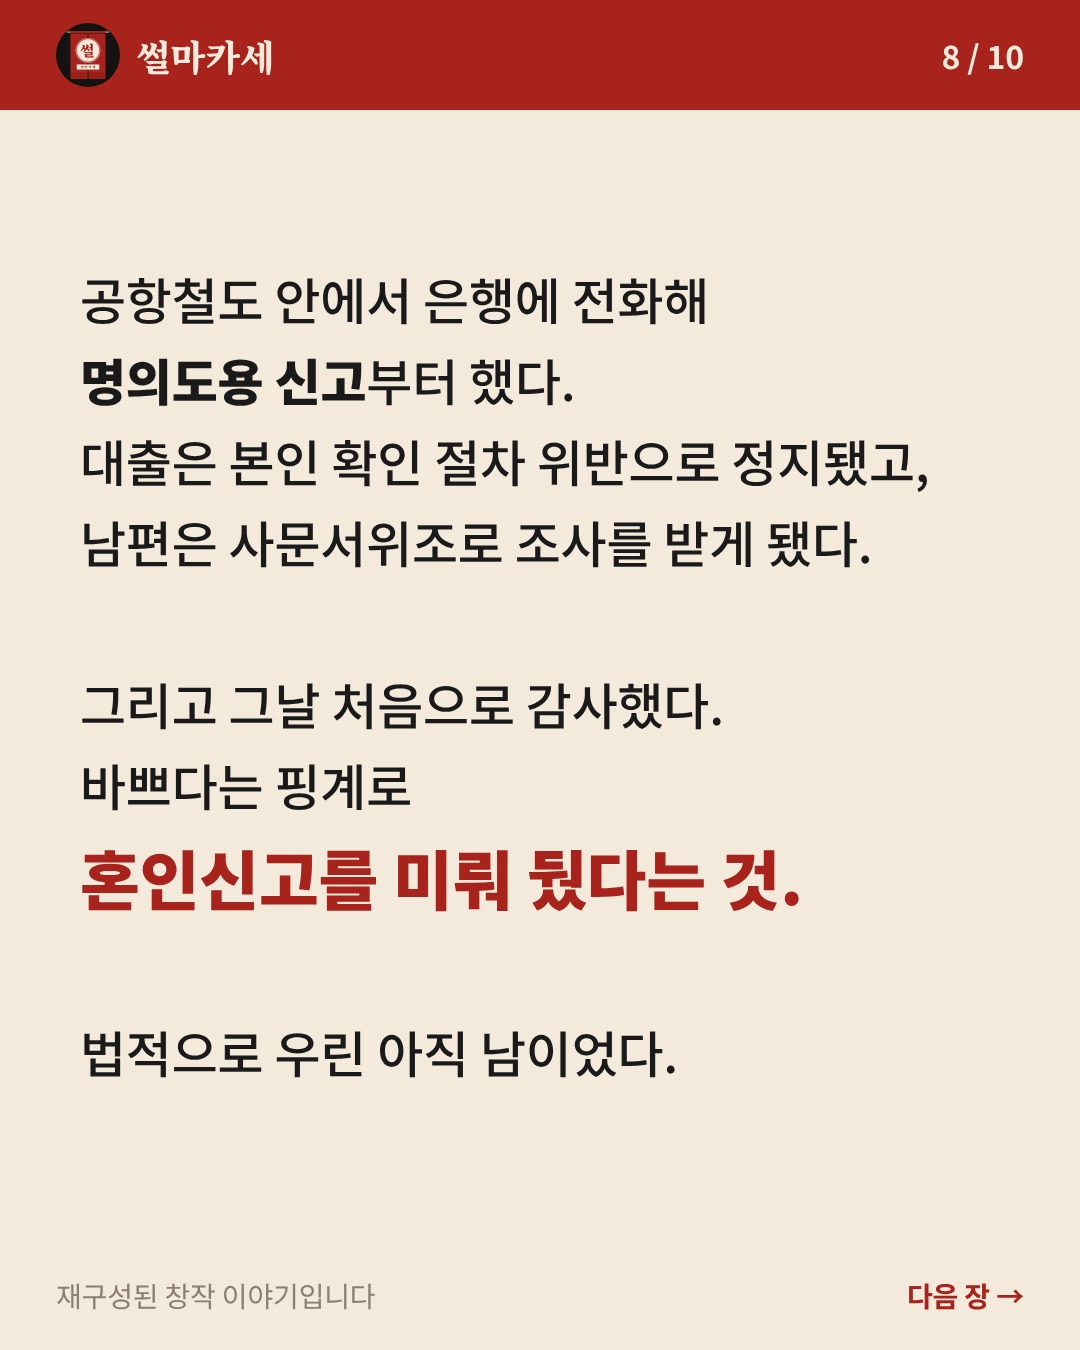 썰
썰마카세
8 / 10
공항철도 안에서 은행에 전화해
명의도용 신고부터 했다.
대출은 본인 확인 절차 위반으로 정지됐고,
남편은 사문서위조로 조사를 받게 됐다.
그리고 그날 처음으로 감사했다.
바쁘다는 핑계로
혼인신고를 미뤄 뒀다는 것.
법적으로 우린 아직 남이었다.
재구성된 창작 이야기입니다
다음 장 →